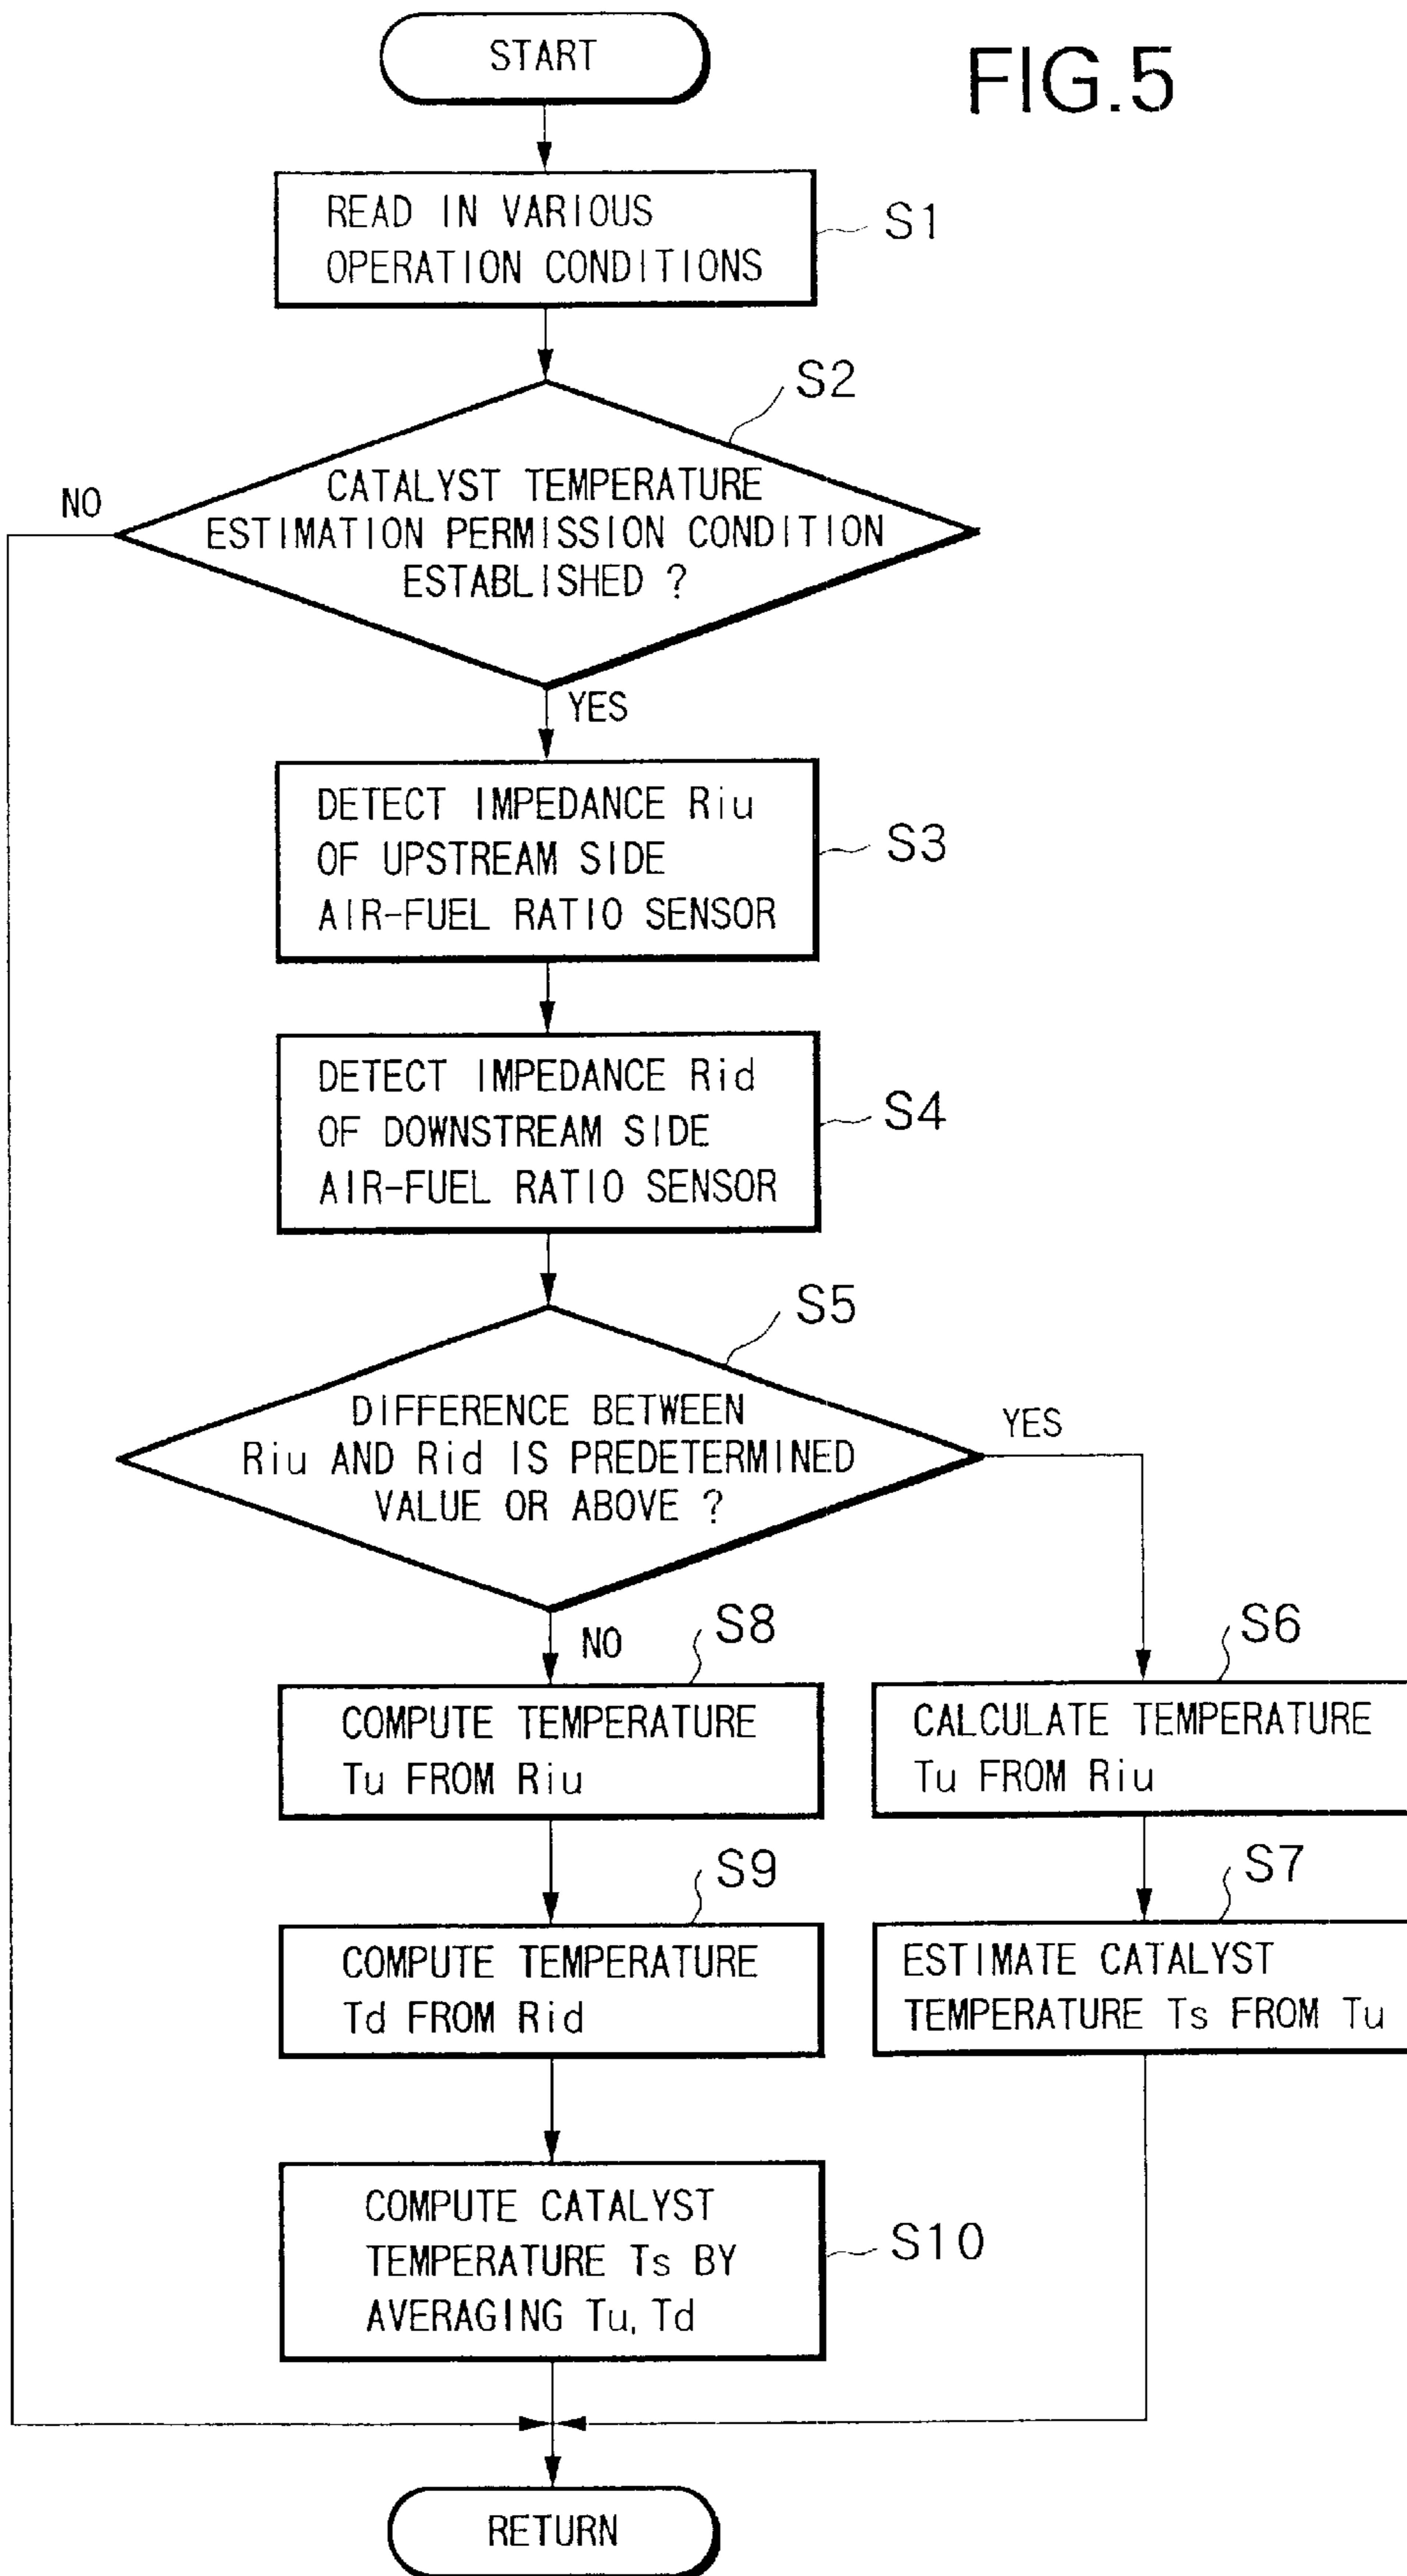 FIG.5
START
READ IN VARIOUS
OPERATION CONDITIONS
S1
S2
CATALYST TEMPERATURE
ESTIMATION PERMISSION CONDITION
ESTABLISHED ?
NO
YES
DETECT IMPEDANCE Riu
OF UPSTREAM SIDE
AIR-FUEL RATIO SENSOR
S3
DETECT IMPEDANCE Rid
OF DOWNSTREAM SIDE
AIR-FUEL RATIO SENSOR
S4
S5
DIFFERENCE BETWEEN
Riu AND Rid IS PREDETERMINED
VALUE OR ABOVE ?
YES
NO
S8
COMPUTE TEMPERATURE
Tu FROM Riu
S6
CALCULATE TEMPERATURE
Tu FROM Riu
S9
COMPUTE TEMPERATURE
Td FROM Rid
S7
ESTIMATE CATALYST
TEMPERATURE Ts FROM Tu
COMPUTE CATALYST
TEMPERATURE Ts BY
AVERAGING Tu, Td
S10
RETURN